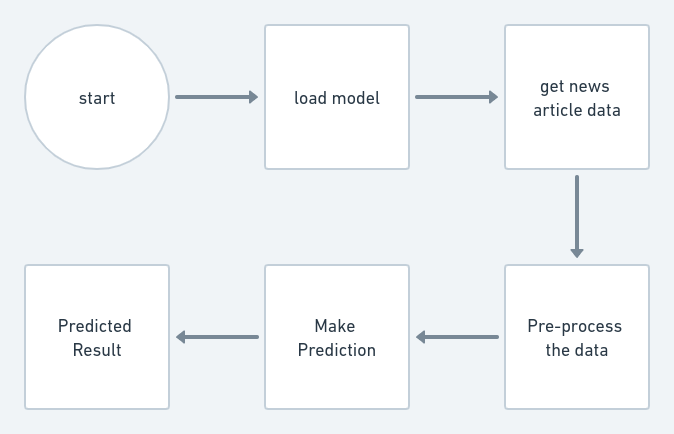 start
load model
get news
article data
Predicted
Result
Make
Prediction
Pre-process
the data